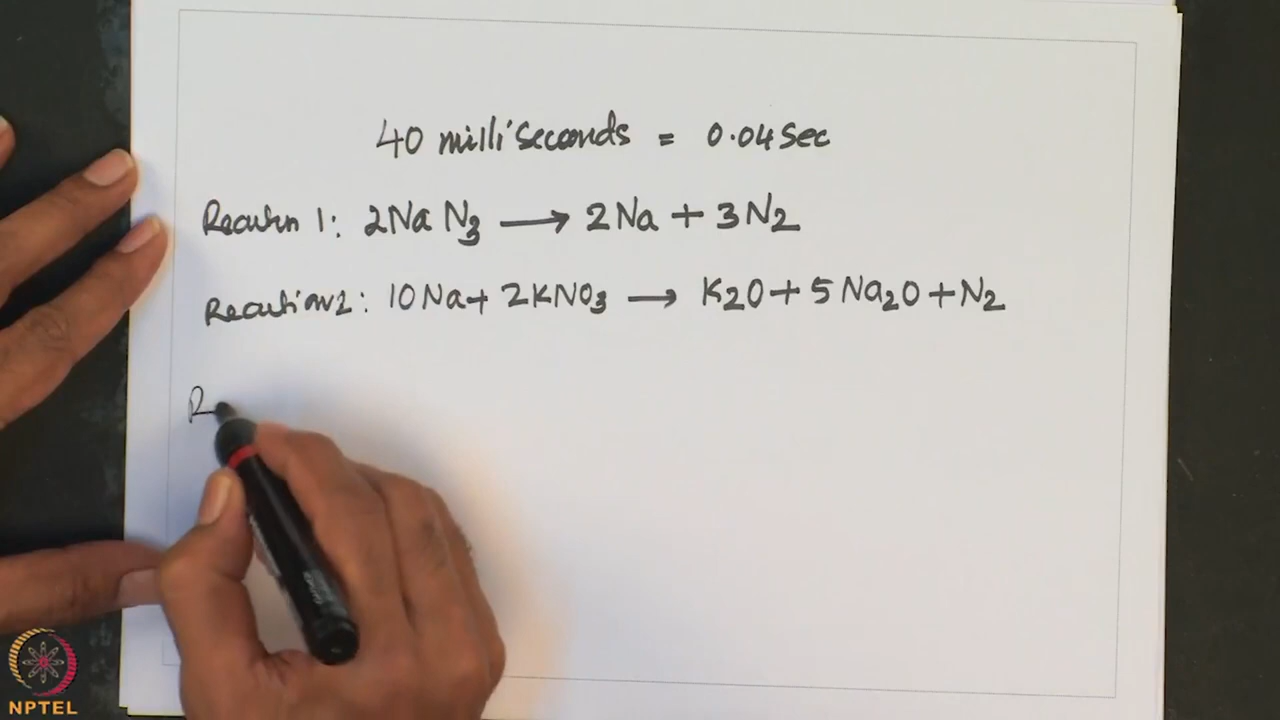 40 milliseconds = 0.04 Sec
Reaction 1: 2NaN3 → 2Na + 3N2
Reaction 2: 10Na + 2KNO3 → K2O + 5Na2O + N2
R
NPTEL